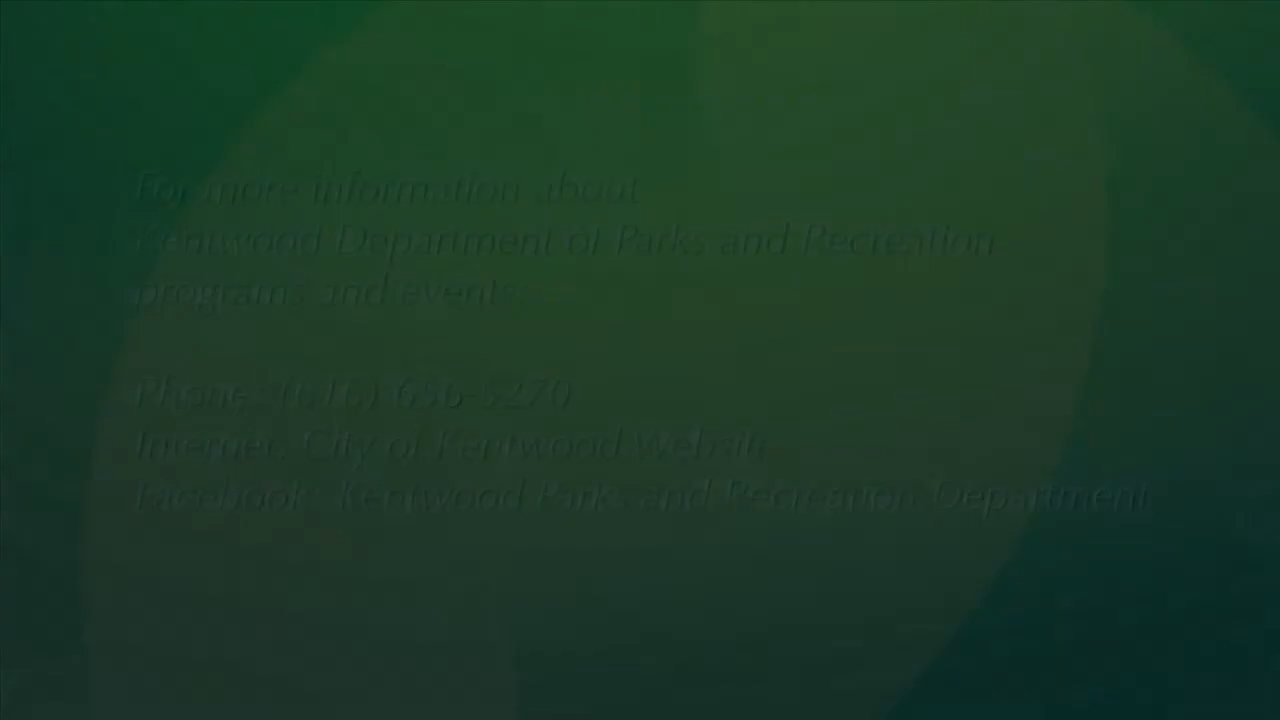 For more information about
Kentwood Department of Parks and Recreation
programs and events:
Phone: (616) 656-5270
Internet: City of Kentwood Website
Facebook: Kentwood Parks and Recreation Department